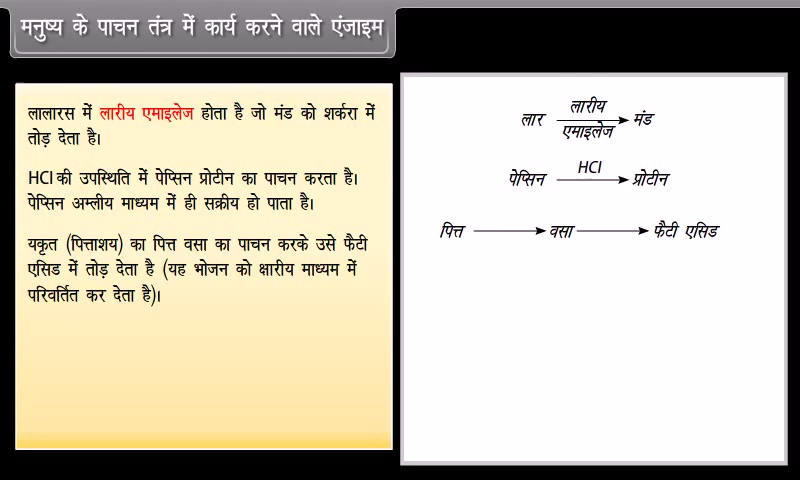 मनुष्य के पाचन तंत्र में कार्य करने वाले एंजाइम
लालारस में लारीय एमाइलेज होता है जो मंड को शर्करा में
तोड़ देता है।
HCl की उपस्थिति में पेप्सिन प्रोटीन का पाचन करता है।
पेप्सिन अम्लीय माध्यम में ही सक्रीय हो पाता है।
यकृत (पित्ताशय) का पित्त वसा का पाचन करके उसे फैटी
एसिड में तोड़ देता है (यह भोजन को क्षारीय माध्यम में
परिवर्तित कर देता है)।
लारीय
लार मंड
एमाइलेज
HCl
पेप्सिन प्रोटीन
पित्त वसा फैटी एसिड